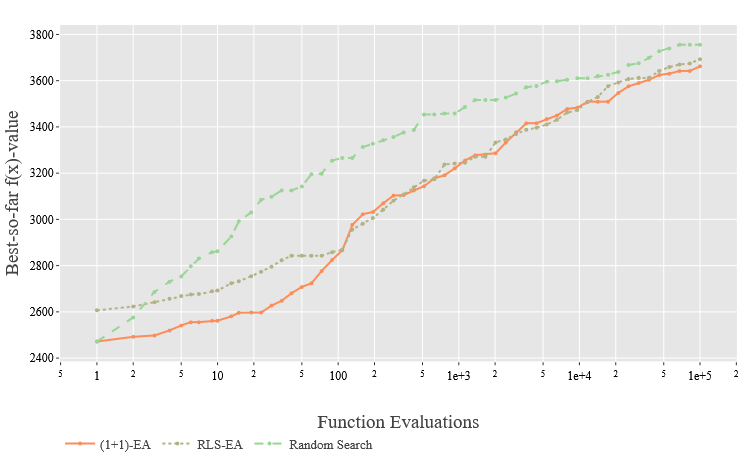 3800
3600
3400
3200
3000
2800
2600
2400
Best-so-far f(x)-value
5 1 2 5 10 2 5 100 2 5 1e+3 2 5 1e+4 2 5 1e+5 2
Function Evaluations
(1+1)-EA RLS-EA Random Search